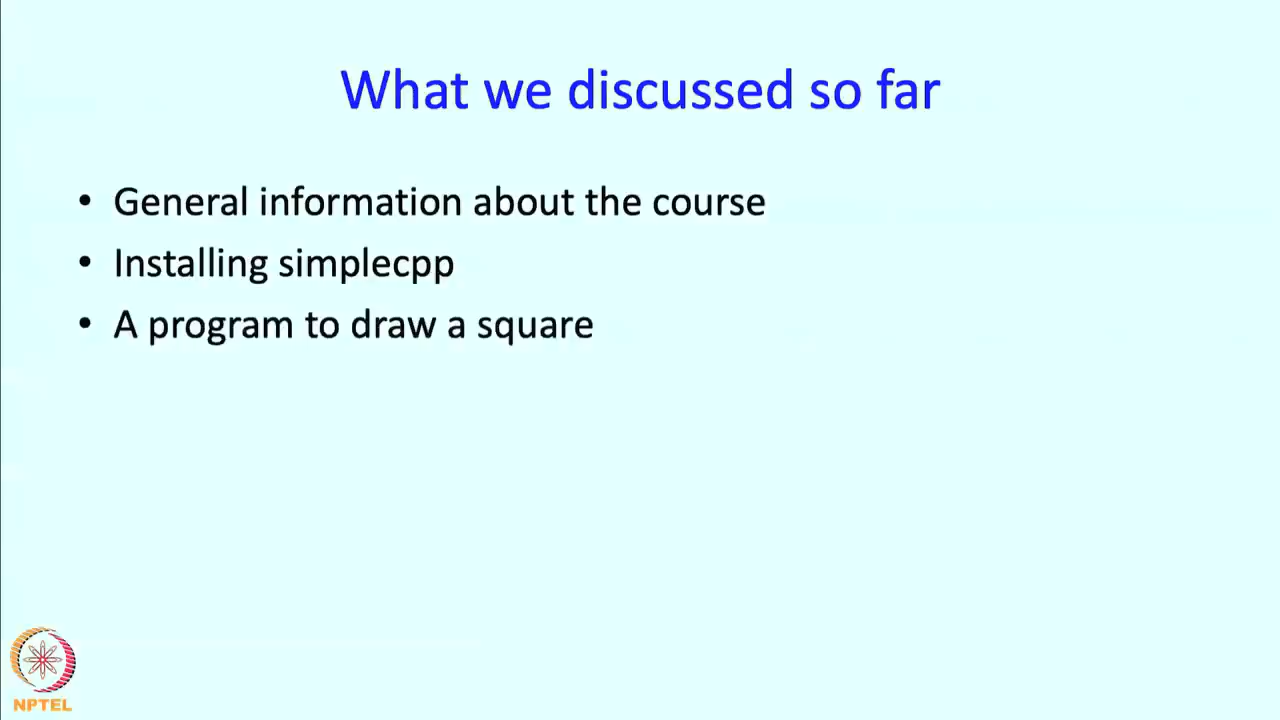 What we discussed so far
• General information about the course
• Installing simplecpp
• A program to draw a square
NPTEL